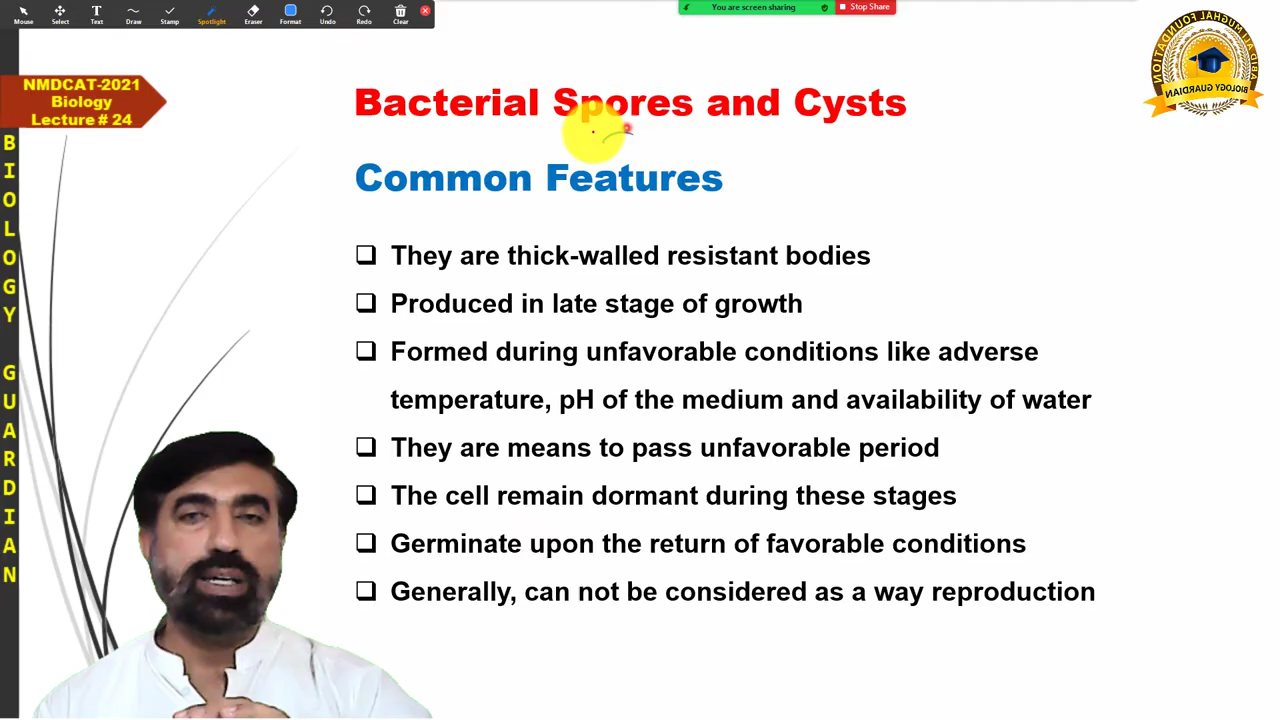 Mouse Select Text Draw Stamp Spotlight Eraser Format Undo Redo Clear
You are screen sharing Stop Share
ABID ALI MUGHAL FOUNDATION
BIOLOGY GUARDIAN
NMDCAT-2021
Biology
Lecture # 24
BIOLOGY GUARDIAN
Bacterial Spores and Cysts
Common Features
❑ They are thick-walled resistant bodies
❑ Produced in late stage of growth
❑ Formed during unfavorable conditions like adverse
temperature, pH of the medium and availability of water
❑ They are means to pass unfavorable period
❑ The cell remain dormant during these stages
❑ Germinate upon the return of favorable conditions
❑ Generally, can not be considered as a way reproduction